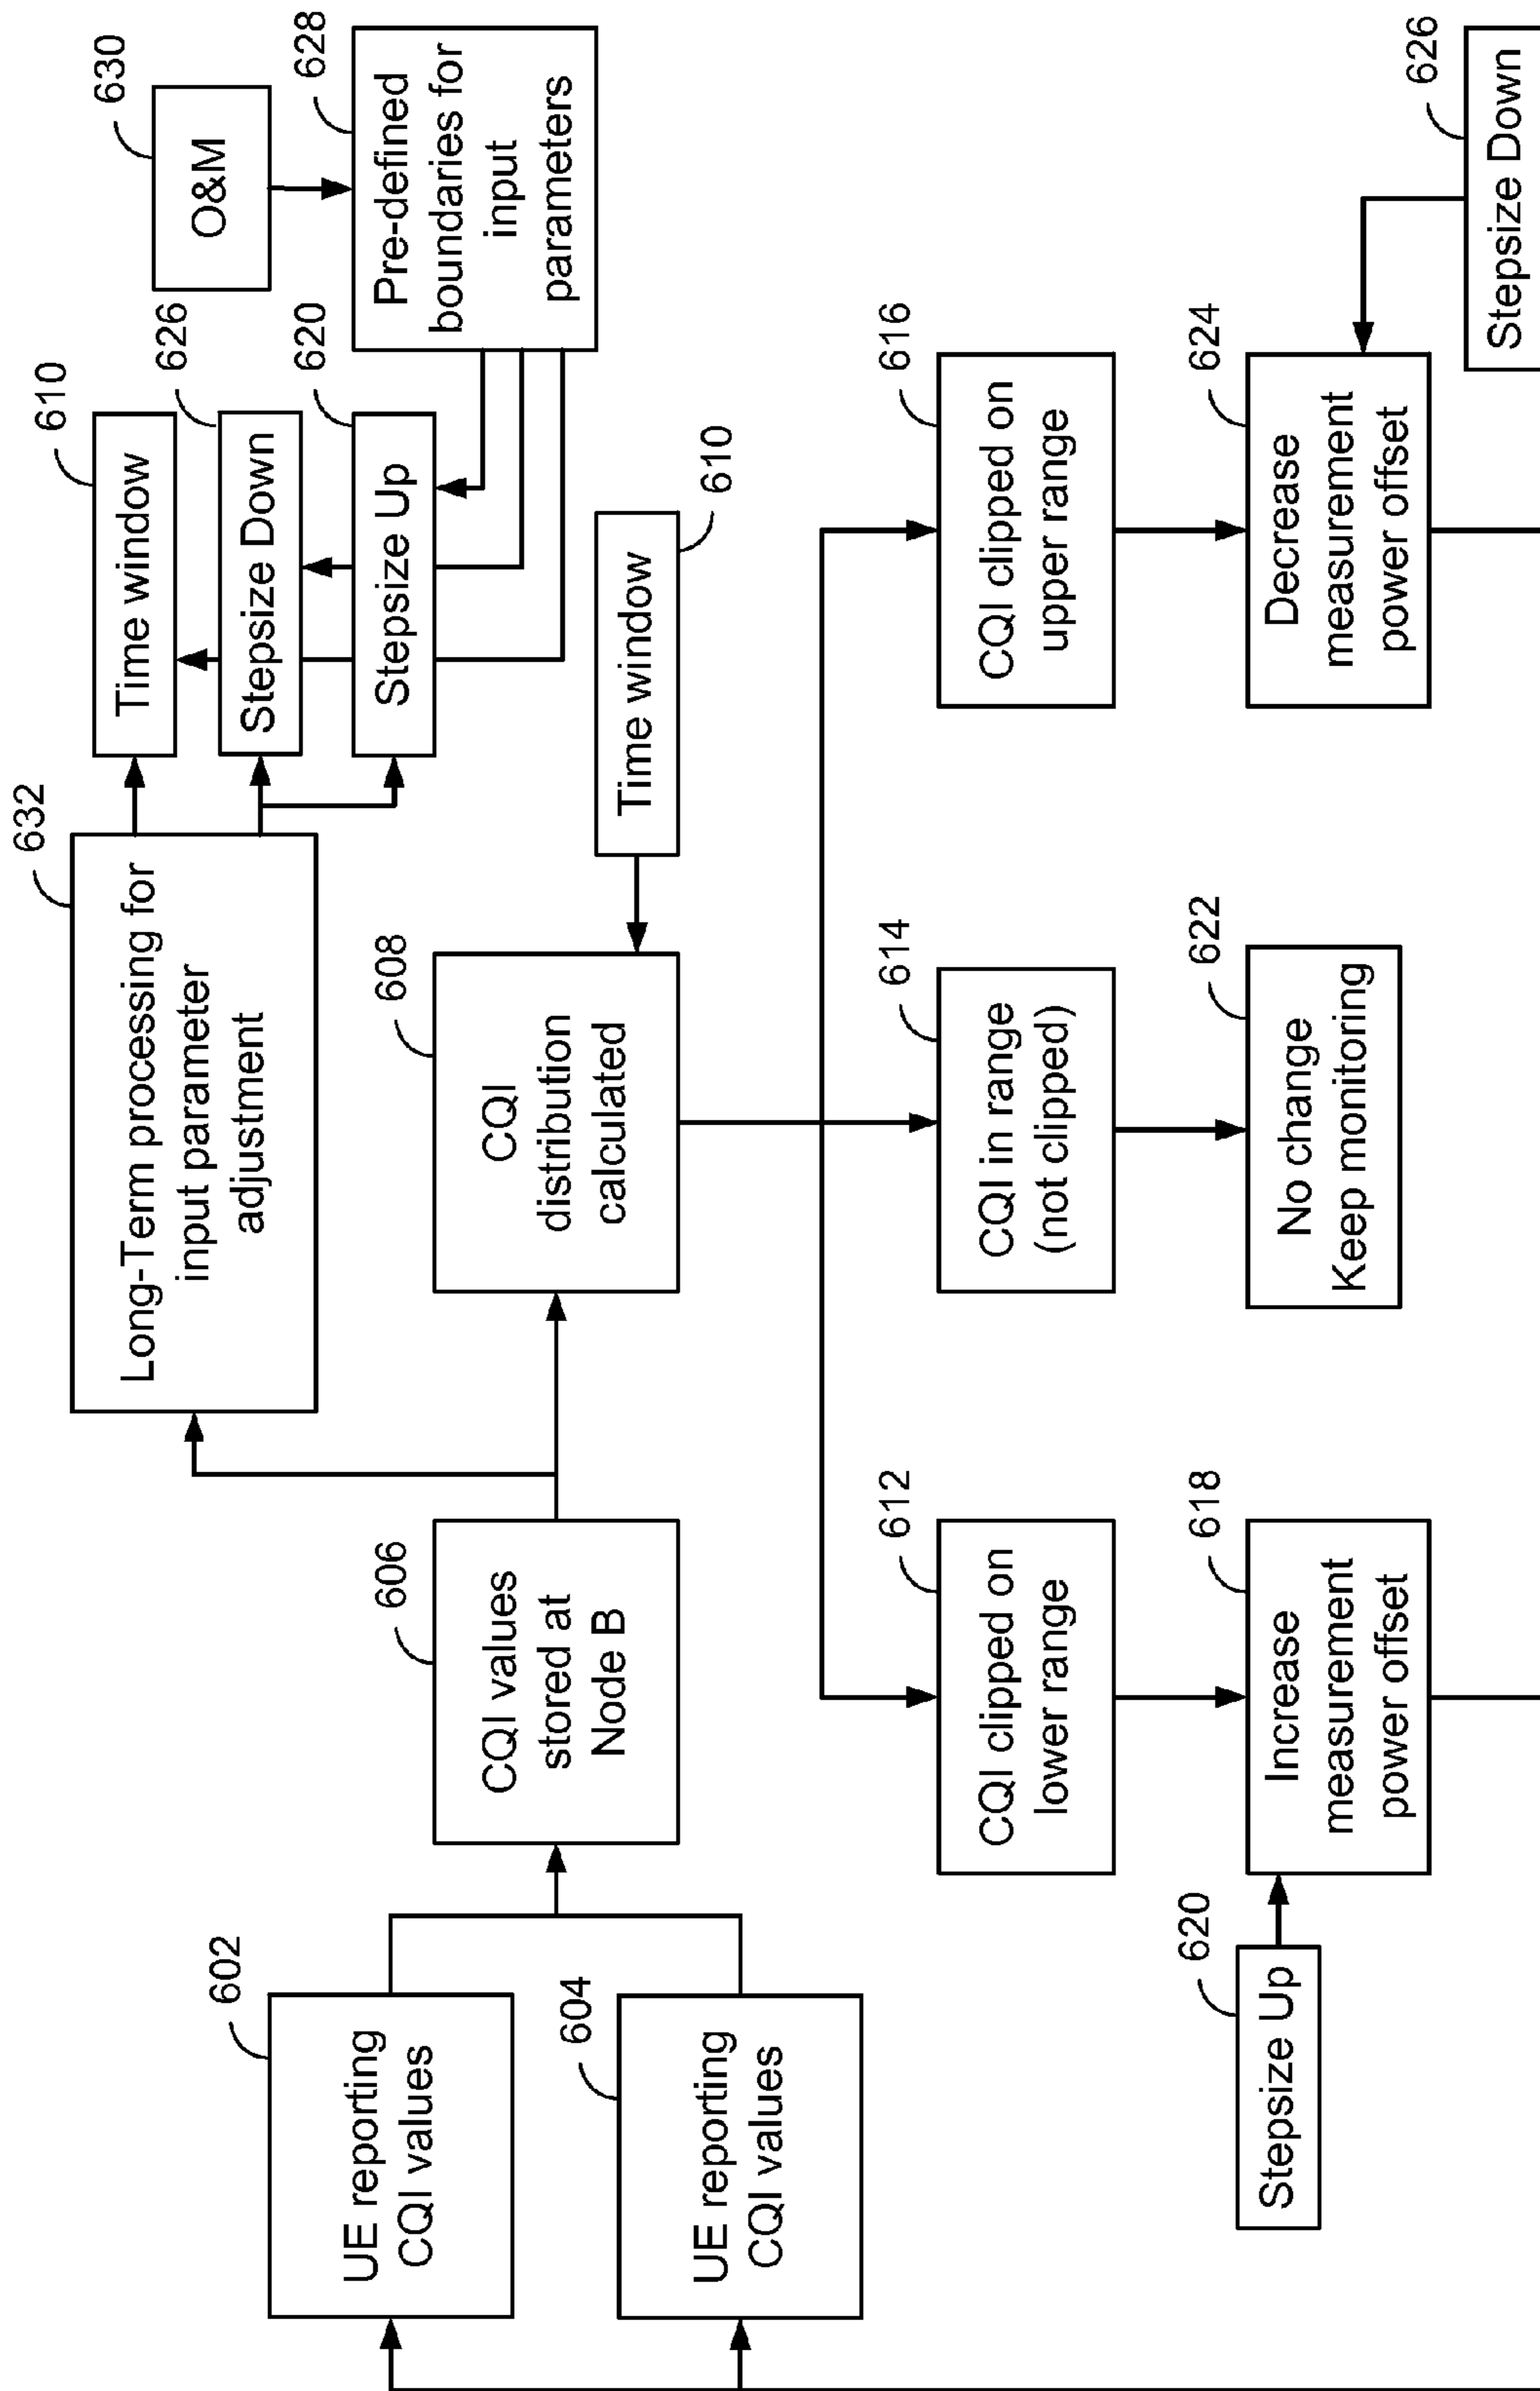 632
Long-Term processing for
input parameter
adjustment
610
Time window
626
Stepsize Down
620
Stepsize Up
630
O&M
628
Pre-defined
boundaries for
input
parameters
602
UE reporting
CQI values
604
UE reporting
CQI values
606
CQI values
stored at
Node B
608
CQI
distribution
calculated
Time window
610
612
CQI clipped on
lower range
614
CQI in range
(not clipped)
616
CQI clipped on
upper range
620
Stepsize Up
618
Increase
measurement
power offset
622
No change
Keep monitoring
624
Decrease
measurement
power offset
626
Stepsize Down